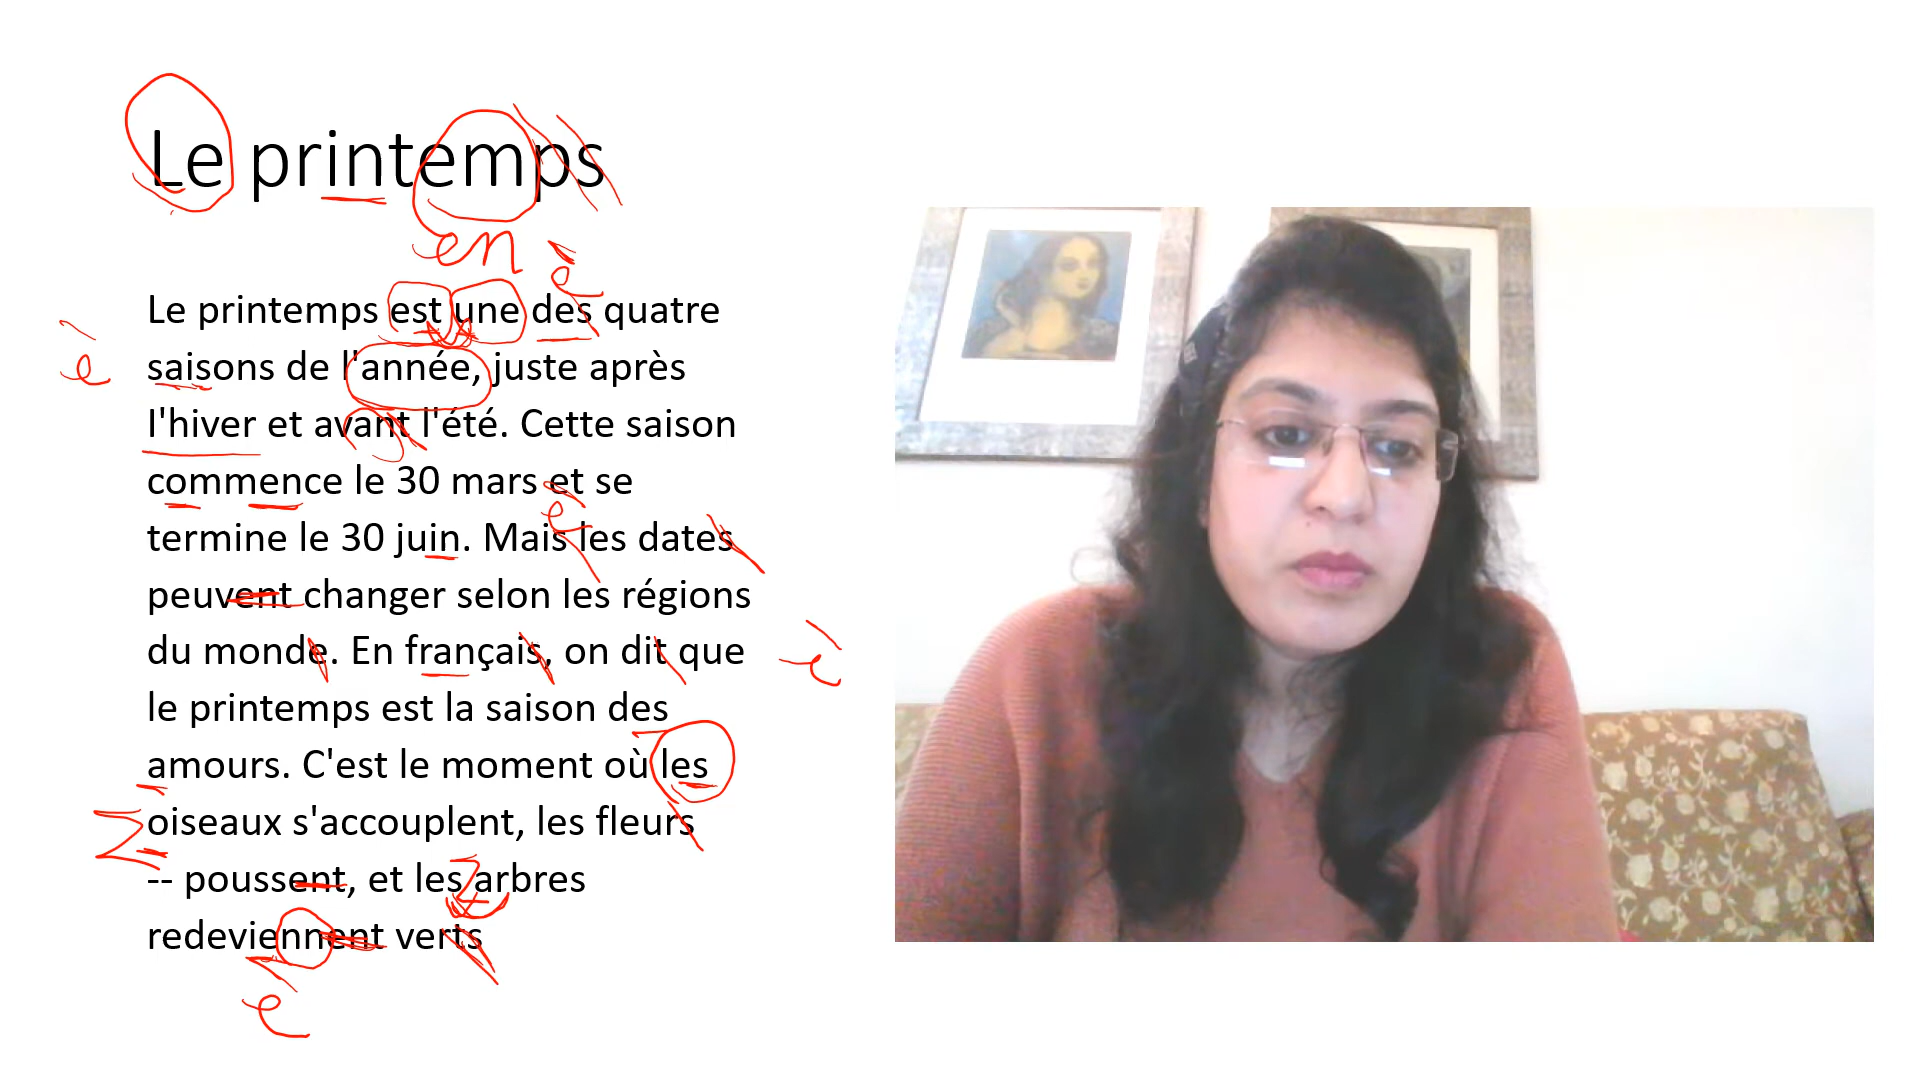 Le printemps
en
è
Le printemps est une des quatre
è
saisons de l'année, juste après
l'hiver et avant l'été. Cette saison
commence le 30 mars et se
è
termine le 30 juin. Mais les dates
peuvent changer selon les régions
du monde. En français, on dit que
è
le printemps est la saison des
amours. C'est le moment où les
oiseaux s'accouplent, les fleurs
Z
-- poussent, et les arbres
Z
redeviennent verts
è